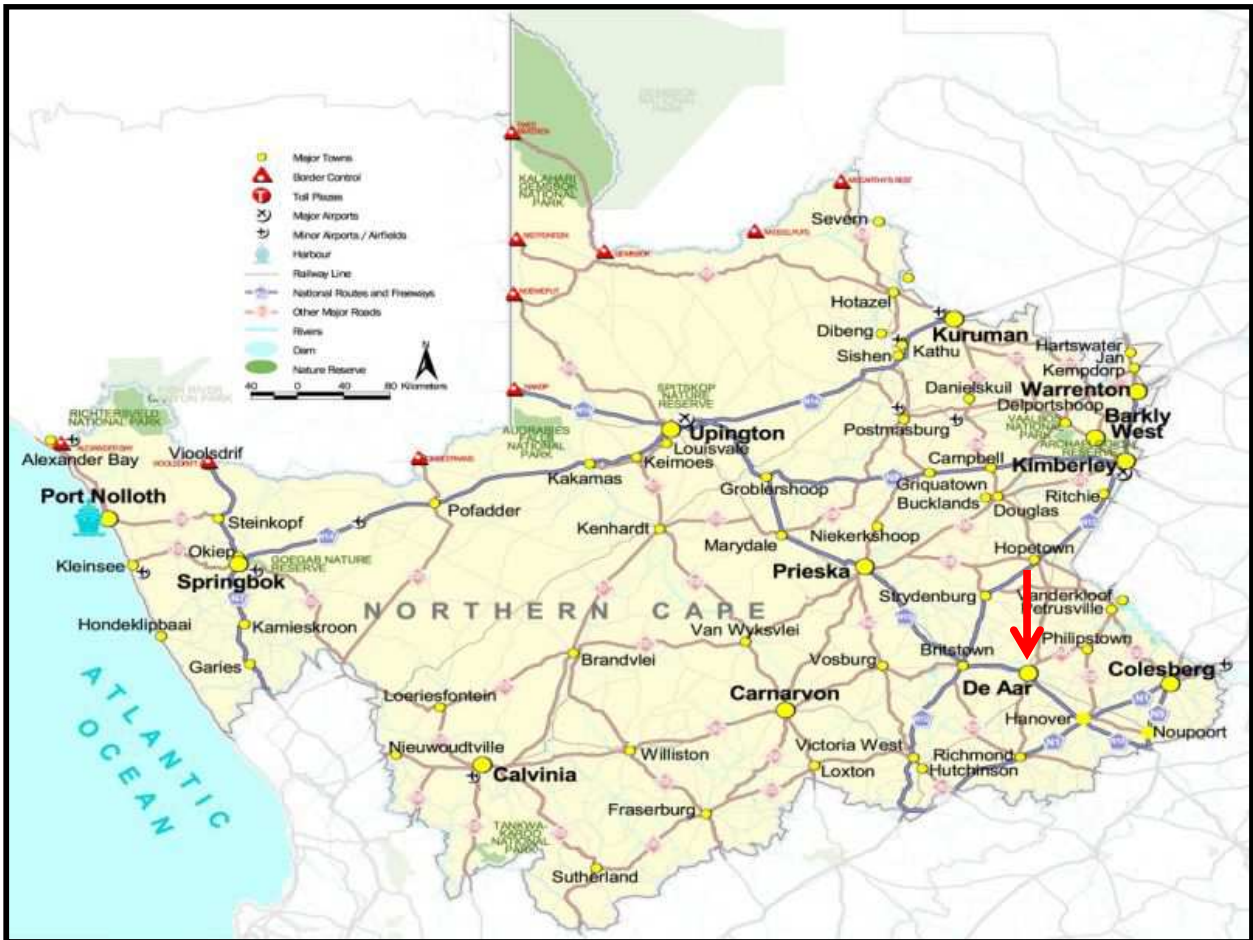 Major Towns
Border Control
Toll Plazas
Major Airports
Minor Airports / Airfields
Harbour
Railway Line
National Routes and Freeways
Other Major Roads
Rivers
Dam
Nature Reserve
N
40 0 40 80 Kilometers
KALAHARI
GEMSBOK
NATIONAL
PARK
GEMSBOK
NATIONAL
PARK
Severn
Hotazel
Kuruman
Dibeng
Sishen
Kathu
Hartswater
Jan
Kempdorp
Danielskuil
Warrenton
Delportshoop
Barkly
West
Postmasburg
SPITSKOP
NATURE
RESERVE
Upington
Louisvale
Keimoes
Kakamas
NATIONAL
PARK
RICHTERSVELD
NATIONAL PARK
Alexander Bay
Vioolsdrif
Campbell
Kimberley
Griquatown
Groblershoop
Bucklands
Ritchie
Douglas
Port Nolloth
Steinkopf
Pofadder
Kenhardt
Niekerkshoop
Marydale
Hopetown
Okiep
GOEGAB NATURE
RESERVE
Kleinsee
Springbok
Prieska
Strydenburg
Vanderkloof
Petrusville
NORTHERN CAPE
Hondeklipbaai
Kamieskroon
Van Wyksvlei
Philipstown
Garies
Brandvlei
Vosburg
Britstown
Colesberg
De Aar
Loeriesfontein
Carnarvon
Hanover
Noupoort
ATLANTIC
OCEAN
Nieuwoudtville
Calvinia
Williston
Victoria West
Richmond
Hutchinson
Loxton
Fraserburg
TANKWA-
KAROO
NATIONAL
PARK
Sutherland